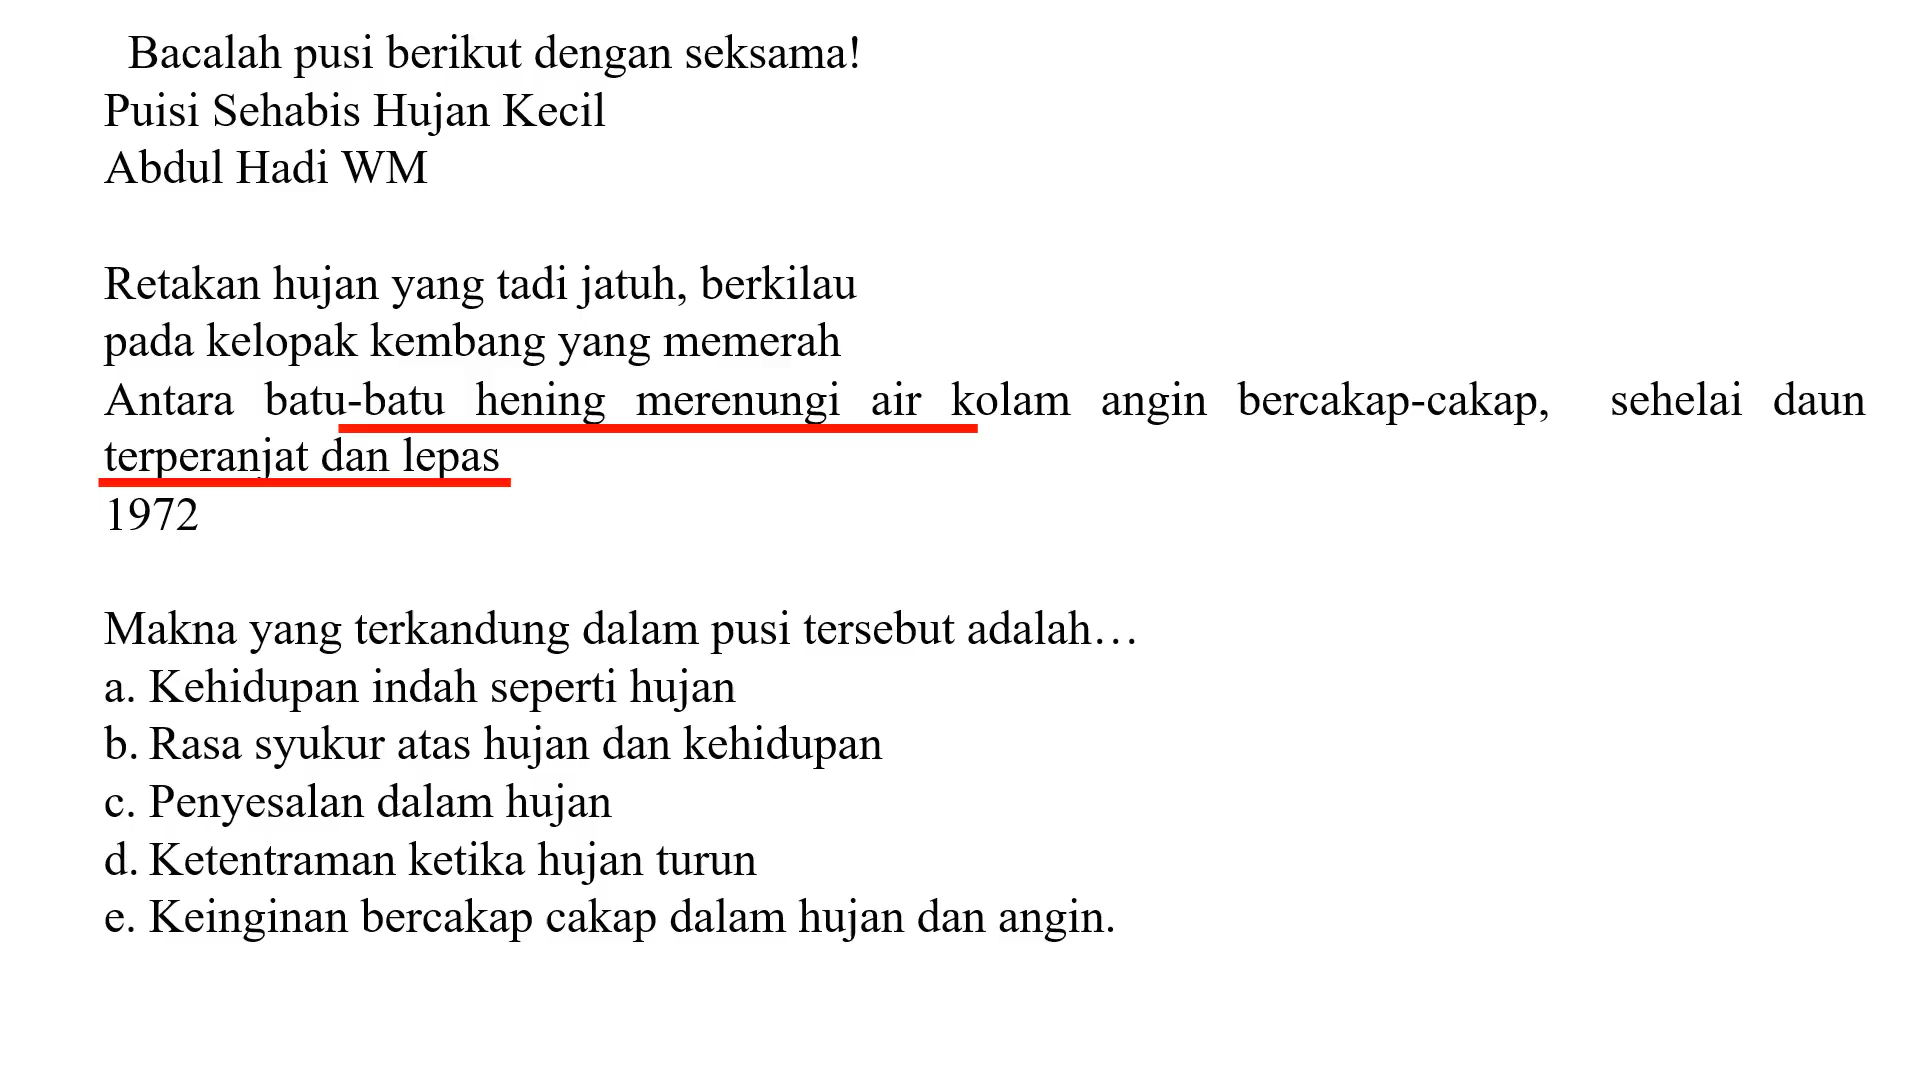 Bacalah pusi berikut dengan seksama!
Puisi Sehabis Hujan Kecil
Abdul Hadi WM
Retakan hujan yang tadi jatuh, berkilau
pada kelopak kembang yang memerah
Antara batu-batu hening merenungi air kolam angin bercakap-cakap, sehelai daun
terperanjat dan lepas
1972
Makna yang terkandung dalam pusi tersebut adalah…
a. Kehidupan indah seperti hujan
b. Rasa syukur atas hujan dan kehidupan
c. Penyesalan dalam hujan
d. Ketentraman ketika hujan turun
e. Keinginan bercakap cakap dalam hujan dan angin.